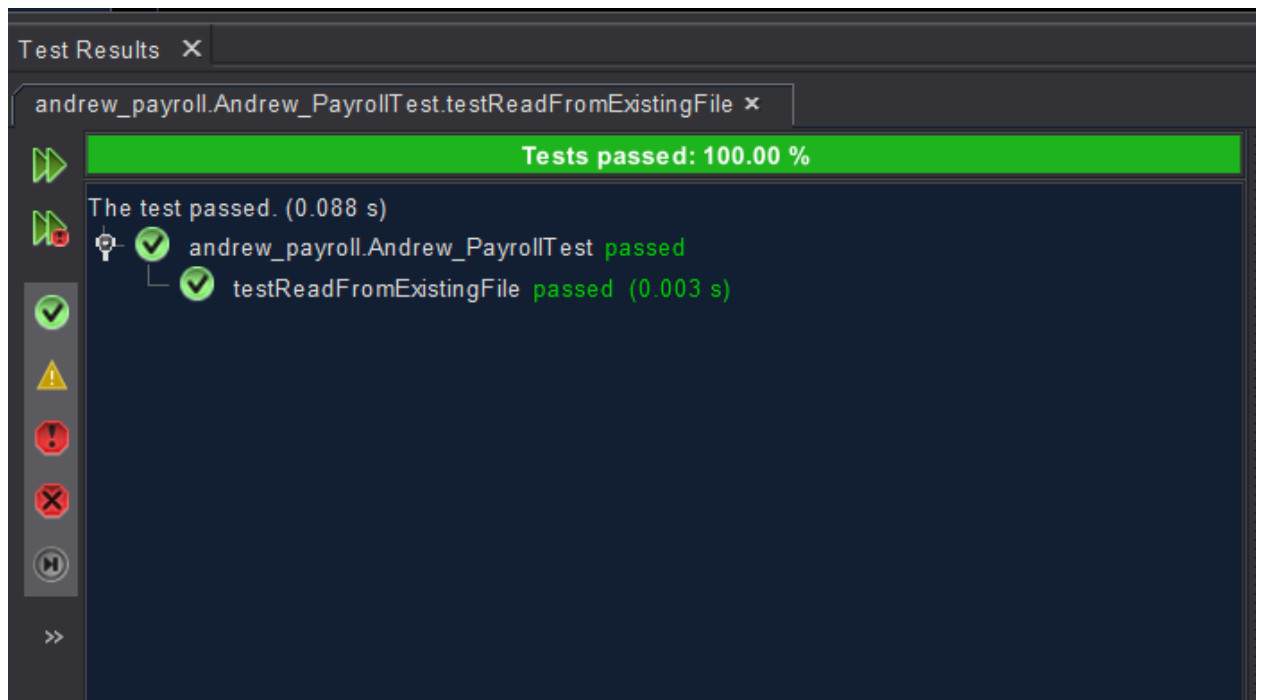 Test Results
andrew_payroll.Andrew_PayrollTest.testReadFromExistingFile
Tests passed: 100.00 %
The test passed. (0.088 s)
andrew_payroll.Andrew_PayrollTest passed
testReadFromExistingFile passed (0.003 s)